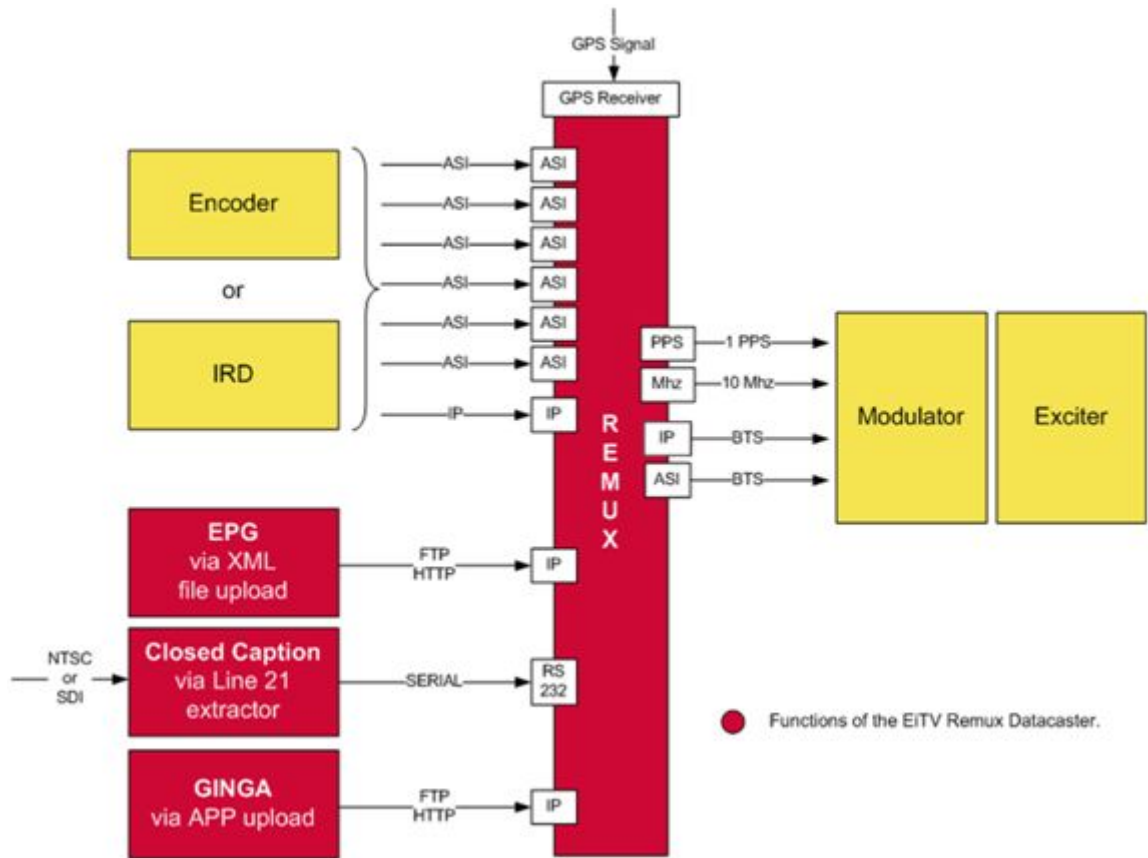 GPS Signal
GPS Receiver
Encoder
or
IRD
ASI
ASI
ASI
ASI
ASI
ASI
ASI
ASI
ASI
ASI
ASI
ASI
IP
IP
REMUX
PPS
1 PPS
Mhz
10 Mhz
IP
BTS
ASI
BTS
Modulator
Exciter
EPG
via XML
file upload
FTP
HTTP
IP
NTSC
or
SDI
Closed Caption
via Line 21
extractor
SERIAL
RS
232
Functions of the EiTV Remux Datacaster.
GINGA
via APP upload
FTP
HTTP
IP